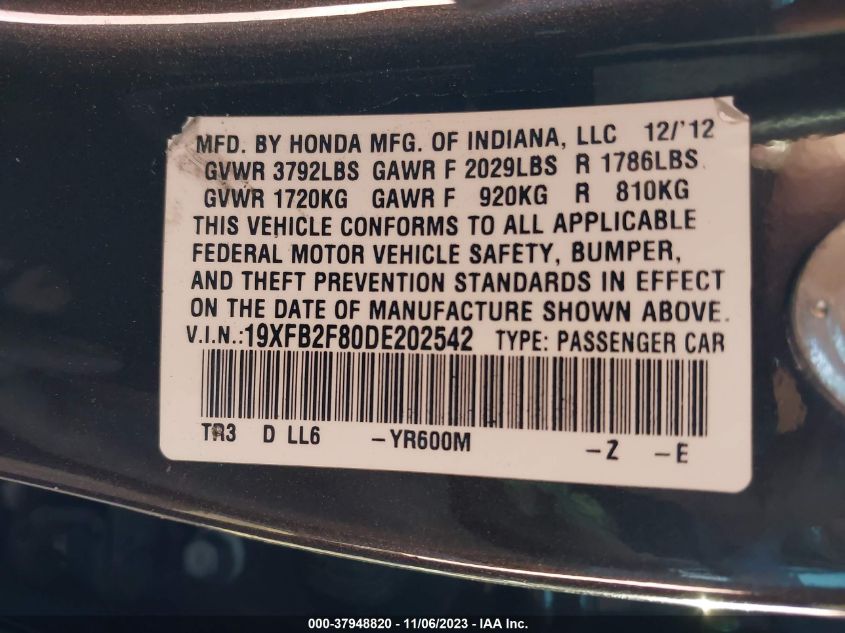 MFD. BY HONDA MFG. OF INDIANA, LLC 12/'12
GVWR 3792LBS GAWR F 2029LBS R 1786LBS
GVWR 1720KG GAWR F 920KG R 810KG
THIS VEHICLE CONFORMS TO ALL APPLICABLE
FEDERAL MOTOR VEHICLE SAFETY, BUMPER,
AND THEFT PREVENTION STANDARDS IN EFFECT
ON THE DATE OF MANUFACTURE SHOWN ABOVE.
V.I.N.:19XFB2F80DE202542 TYPE: PASSENGER CAR
TR3 D LL6 -YR600M -Z -E
000-37948820 - 11/06/2023 - IAA Inc.